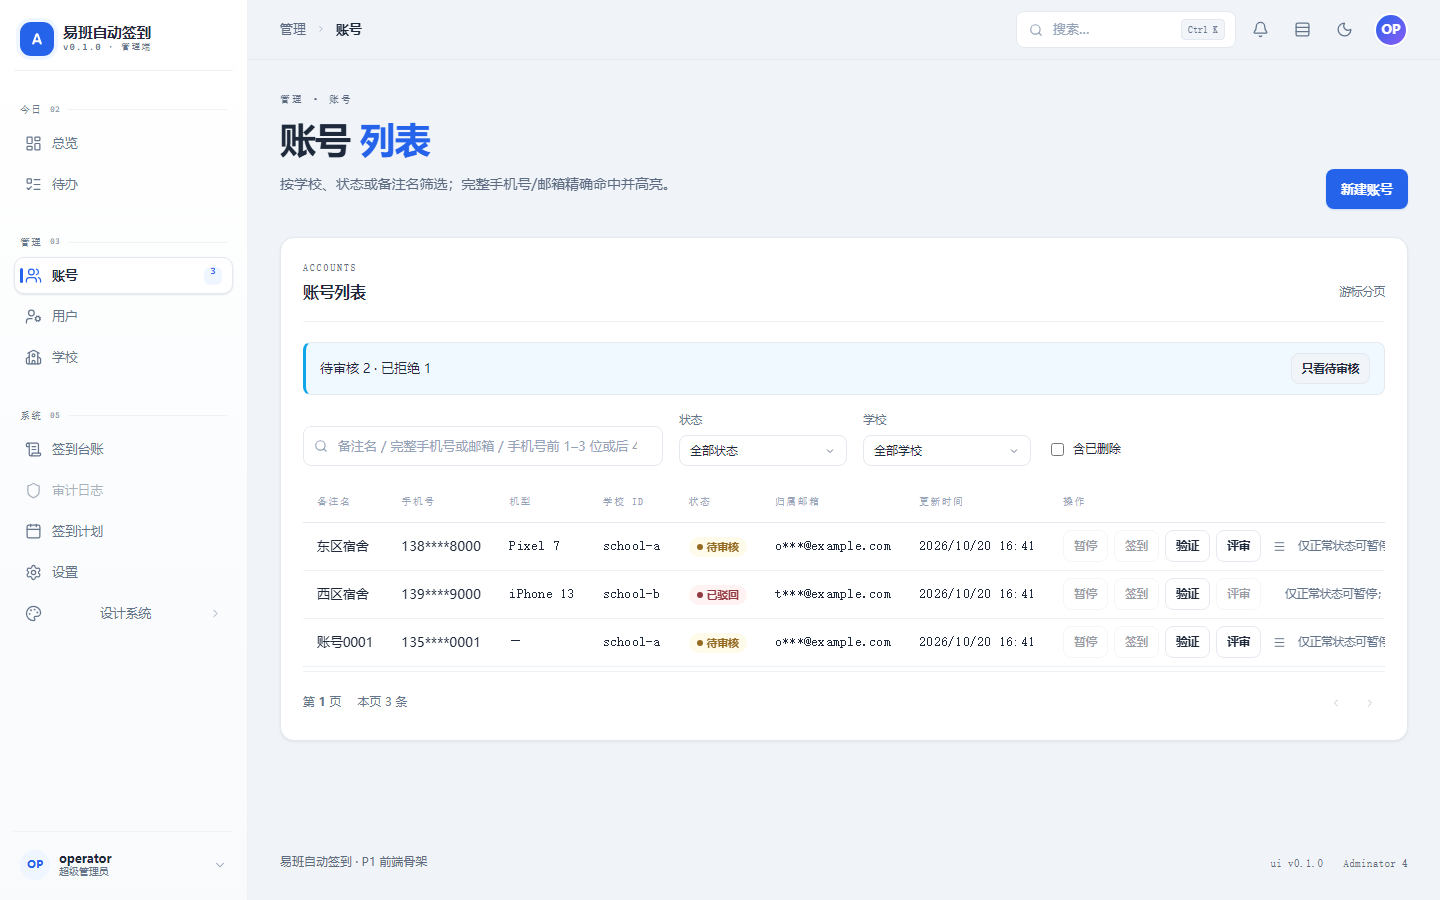 A
易班自动签到
v0.1.0 · 管理端
今日 02
总览
待办
管理 03
账号 3
用户
学校
系统 05
签到台账
审计日志
签到计划
设置
设计系统
OP
operator
超级管理员
管理 › 账号
搜索... Ctrl K
OP
管理 · 账号
账号 列表
按学校、状态或备注名筛选；完整手机号/邮箱精确命中并高亮。
新建账号
ACCOUNTS
账号列表
游标分页
待审核 2 · 已拒绝 1
只看待审核
备注名 / 完整手机号或邮箱 / 手机号前 1–3 位或后 4
状态
全部状态
学校
全部学校
含已删除
备注名 手机号 机型 学校 ID 状态 归属邮箱 更新时间 操作
东区宿舍 138****8000 Pixel 7 school-a 待审核 o***@example.com 2026/10/20 16:41 暂停 签到 验证 评审 仅正常状态可暂停
西区宿舍 139****9000 iPhone 13 school-b 已驳回 t***@example.com 2026/10/20 16:41 暂停 签到 验证 评审 仅正常状态可暂停;
账号0001 135****0001 — school-a 待审核 o***@example.com 2026/10/20 16:41 暂停 签到 验证 评审 仅正常状态可暂停
第 1 页 本页 3 条
‹ ›
易班自动签到 · P1 前端骨架
ui v0.1.0 Adminator 4